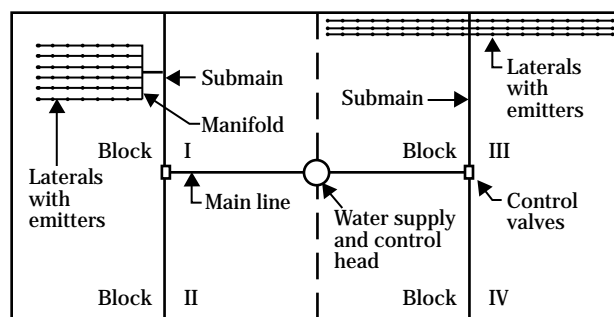 Submain
Manifold
Laterals
with
emitters
Submain
Laterals
with
emitters
Block I
Block III
Main line
Water supply
and control
head
Control
valves
Block II
Block IV